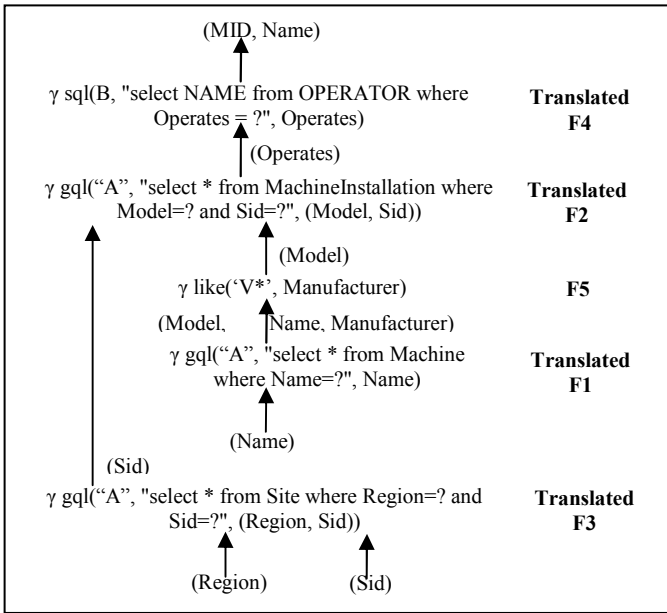 (MID, Name)
γ sql(B, "select NAME from OPERATOR where
Operates = ?", Operates)
Translated
F4
(Operates)
γ gql(“A”, "select * from MachineInstallation where
Model=? and Sid=?", (Model, Sid))
Translated
F2
(Model)
γ like(‘V*’, Manufacturer)
F5
(Model, Name, Manufacturer)
γ gql(“A”, "select * from Machine
where Name=?", Name)
Translated
F1
(Name)
(Sid)
γ gql(“A”, "select * from Site where Region=? and
Sid=?", (Region, Sid))
Translated
F3
(Region) (Sid)